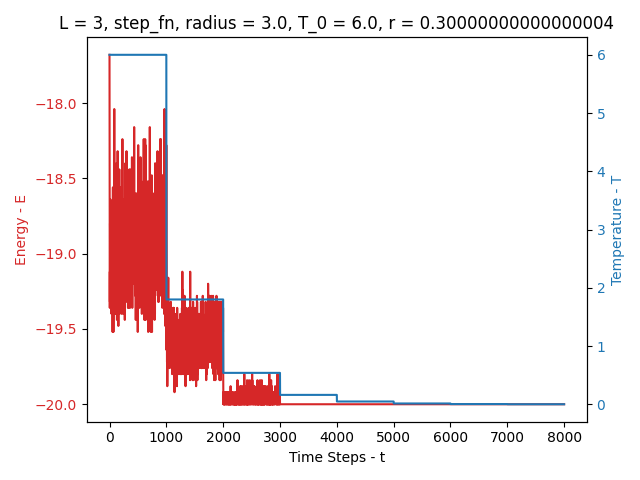 L = 3, step_fn, radius = 3.0, T_0 = 6.0, r = 0.30000000000000004
−18.0
−18.5
−19.0
−19.5
−20.0
Energy - E
6
5
4
3
2
1
0
Temperature - T
0 1000 2000 3000 4000 5000 6000 7000 8000
Time Steps - t